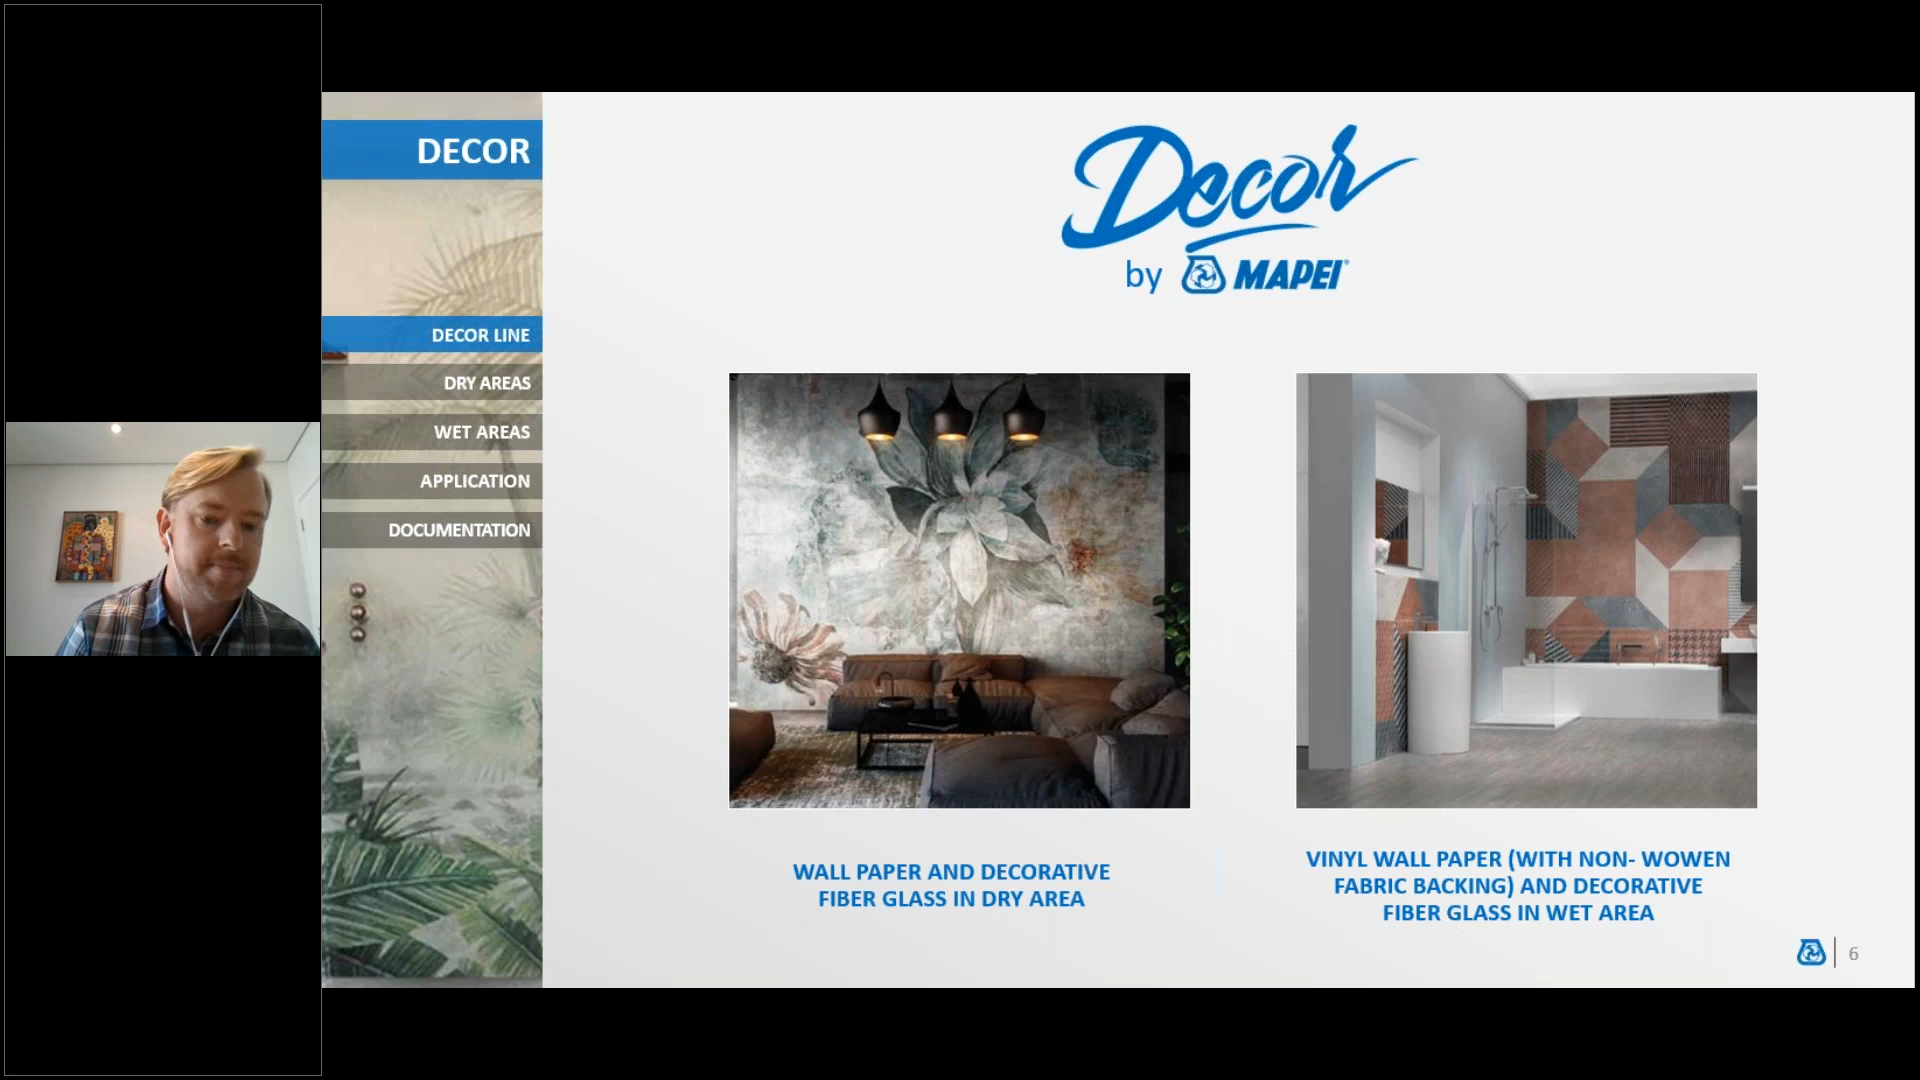 DECOR
DECOR LINE
DRY AREAS
WET AREAS
APPLICATION
DOCUMENTATION
Decor
by MAPEI®
WALL PAPER AND DECORATIVE
FIBER GLASS IN DRY AREA
VINYL WALL PAPER (WITH NON- WOWEN
FABRIC BACKING) AND DECORATIVE
FIBER GLASS IN WET AREA
6